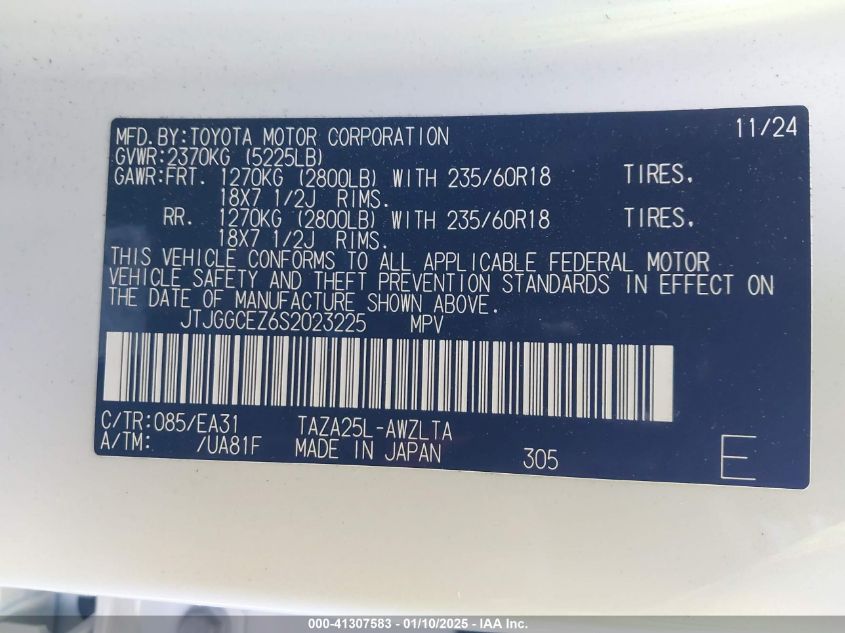 MFD.BY:TOYOTA MOTOR CORPORATION 11/24
GVWR:2370KG (5225LB)
GAWR:FRT. 1270KG (2800LB) WITH 235/60R18 TIRES.
18X7 1/2J RIMS.
RR. 1270KG (2800LB) WITH 235/60R18 TIRES.
18X7 1/2J RIMS.
THIS VEHICLE CONFORMS TO ALL APPLICABLE FEDERAL MOTOR
VEHICLE SAFETY AND THEFT PREVENTION STANDARDS IN EFFECT ON
THE DATE OF MANUFACTURE SHOWN ABOVE.
JTJGGCEZ6S2023225 MPV
C/TR:085/EA31 TAZA25L-AWZLTA
A/TM: /UA81F MADE IN JAPAN 305 E
000-41307583 - 01/10/2025 - IAA Inc.